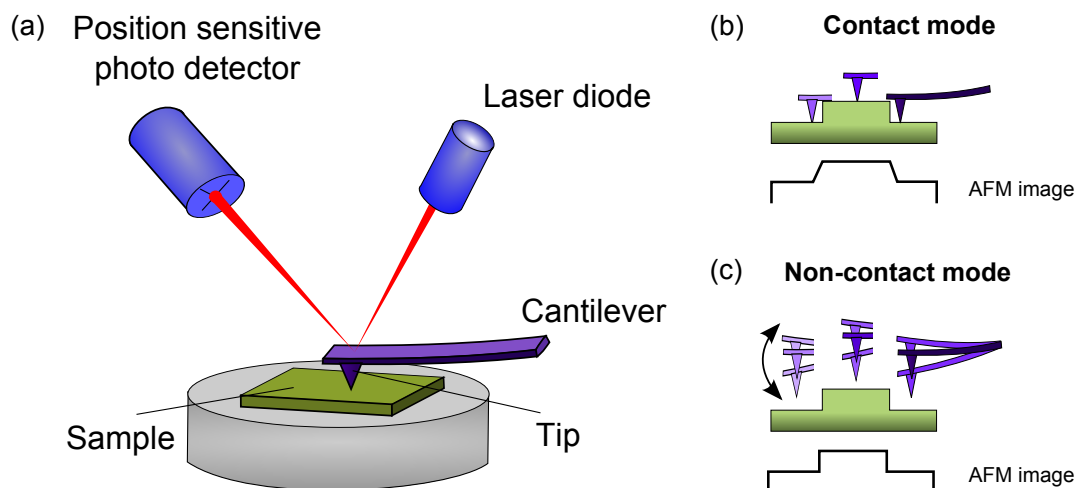 (a) Position sensitive
photo detector
Laser diode
Cantilever
Sample
Tip
(b) Contact mode
AFM image
(c) Non-contact mode
AFM image